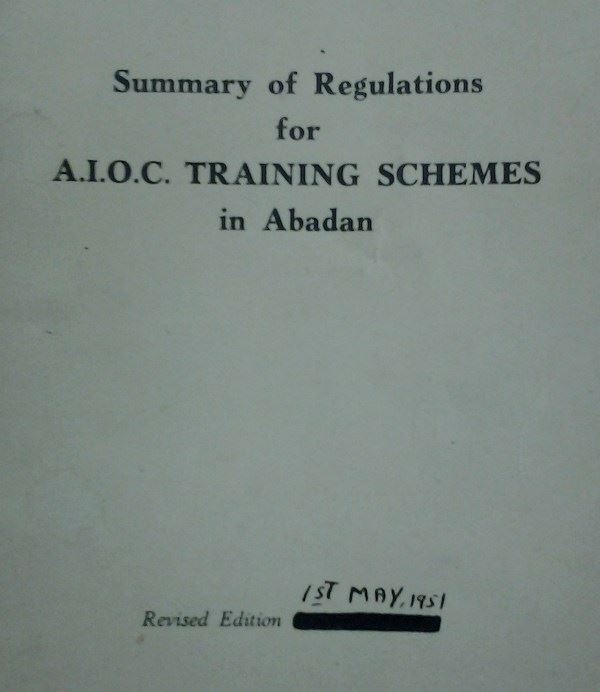 Summary of Regulations
for
A.I.O.C. TRAINING SCHEMES
in Abadan
1ST MAY, 1951
Revised Edition